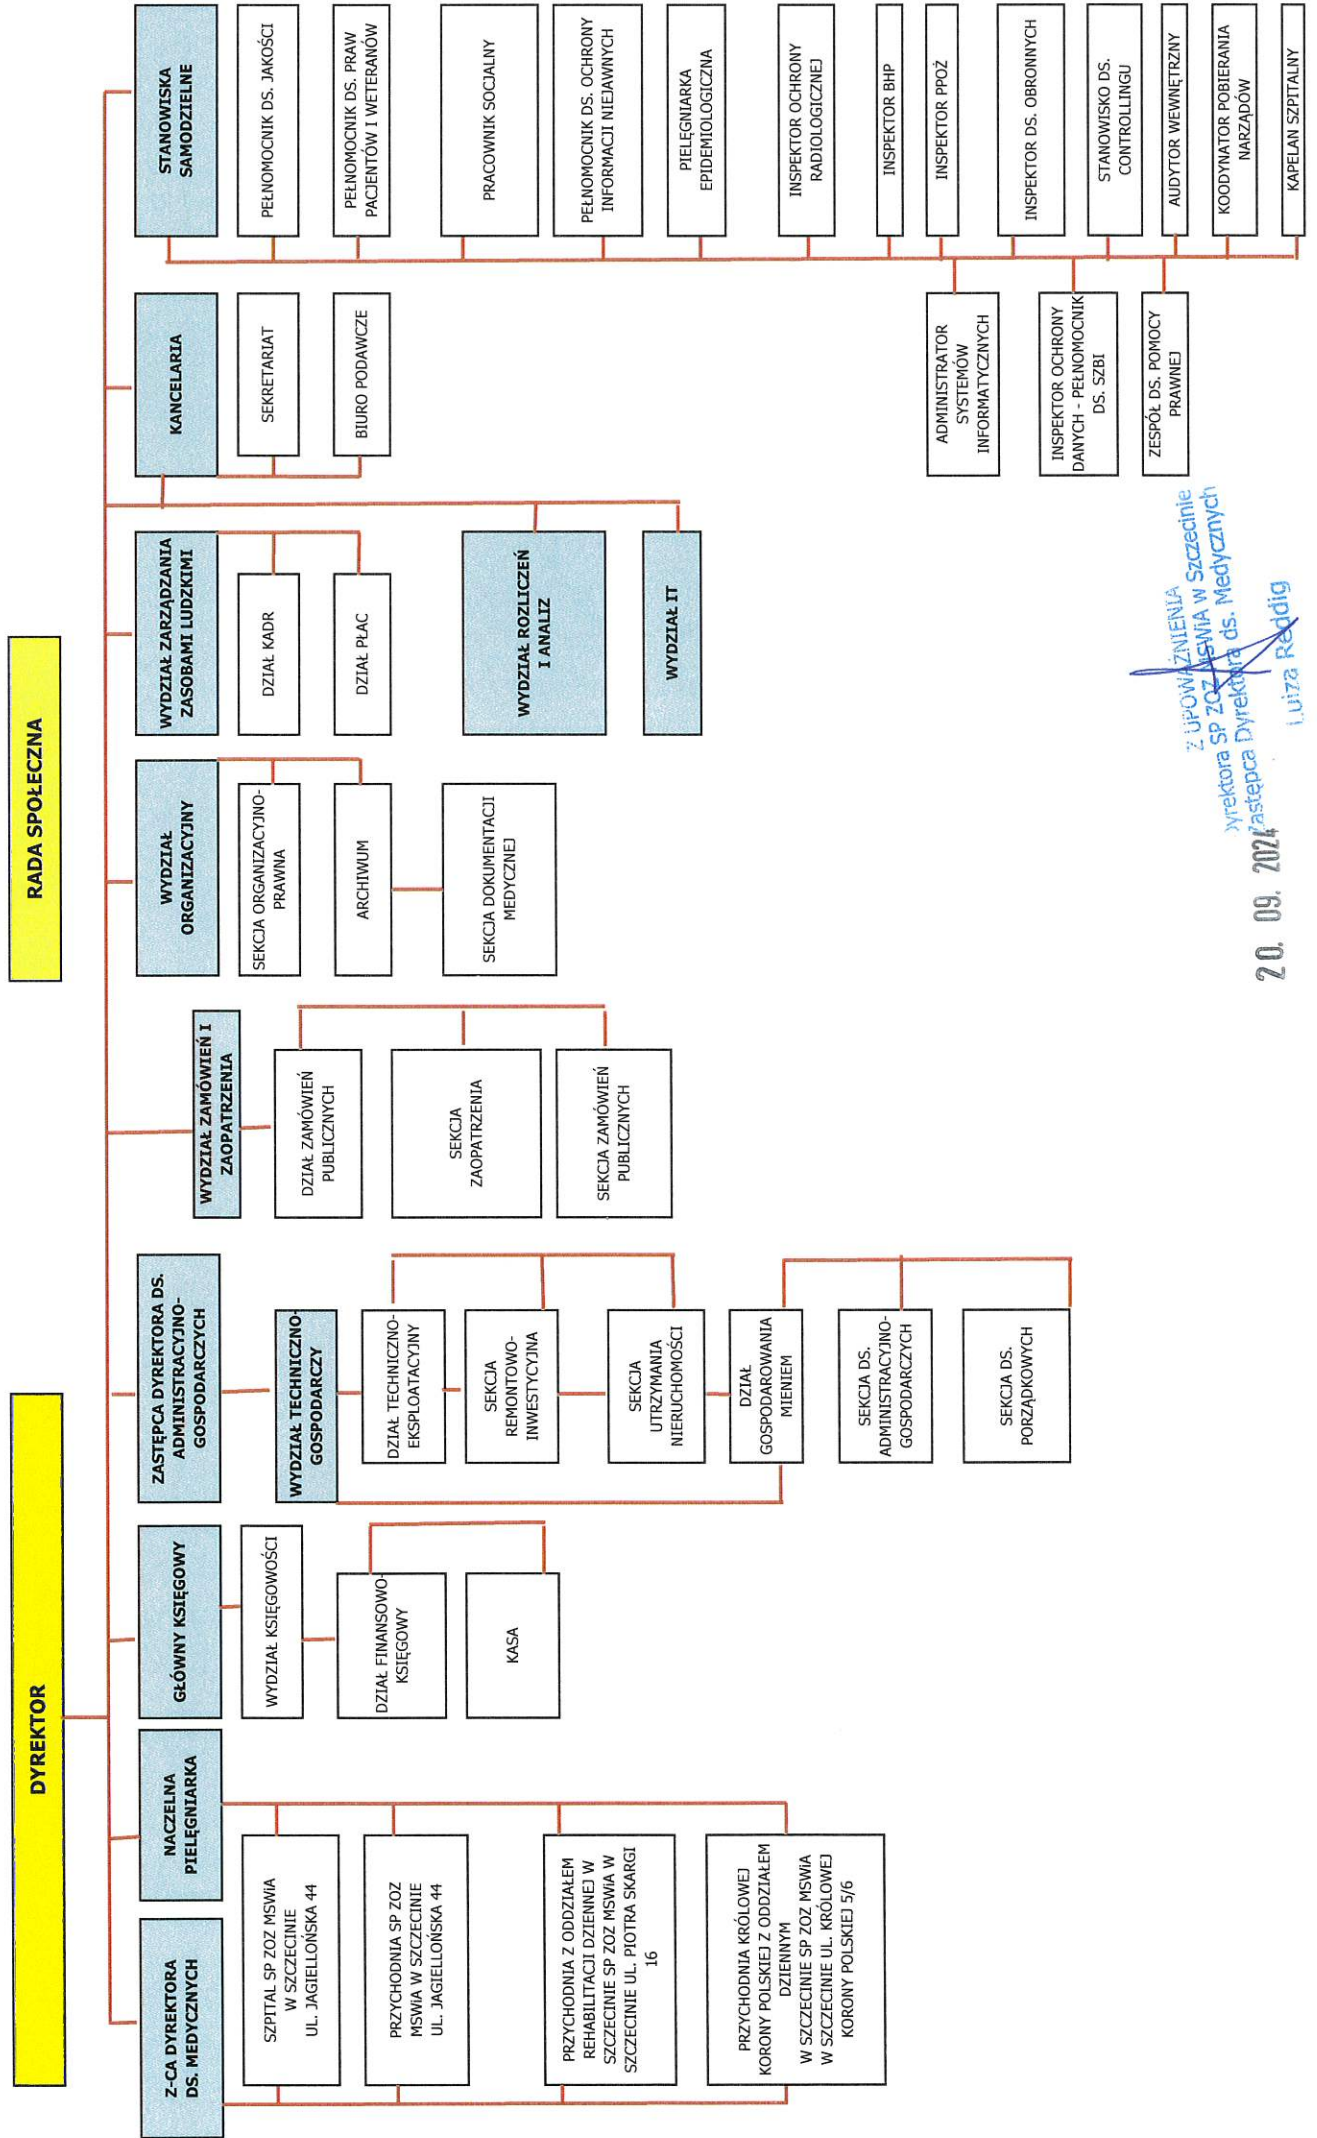 DYREKTOR
RADA SPOŁECZNA
Z-CA DYREKTORA
DS. MEDYCZNYCH
NACZELNA
PIELĘGNIARKA
SZPITAL SP ZOZ MSWiA
W SZCZECINIE
UL. JAGIELLOŃSKA 44
PRZYCHODNIA SP ZOZ
MSWiA W SZCZECINIE
UL. JAGIELLOŃSKA 44
PRZYCHODNIA Z ODDZIAŁEM
REHABILITACJI DZIENNEJ W
SZCZECINIE SP ZOZ MSWiA W
SZCZECINIE UL. PIOTRA SKARGI
16
PRZYCHODNIA KRÓLOWEJ
KORONY POLSKIEJ Z ODDZIAŁEM
DZIENNYM
W SZCZECINIE SP ZOZ MSWiA
W SZCZECINIE UL. KRÓLOWEJ
KORONY POLSKIEJ 5/6
GŁÓWNY KSIĘGOWY
WYDZIAŁ KSIĘGOWOŚCI
DZIAŁ FINANSOWO-
KSIĘGOWY
KASA
ZASTĘPCA DYREKTORA DS.
ADMINISTRACYJNO-
GOSPODARCZYCH
WYDZIAŁ TECHNICZNO-
GOSPODARCZY
DZIAŁ TECHNICZNO-
EKSPLOATACYJNY
SEKCJA
REMONTOWO-
INWESTYCYJNA
SEKCJA
UTRZYMANIA
NIERUCHOMOŚCI
DZIAŁ
GOSPODAROWANIA
MIENIEM
SEKCJA DS.
ADMINISTRACYJNO-
GOSPODARCZYCH
SEKCJA DS.
PORZĄDKOWYCH
WYDZIAŁ ZAMÓWIEŃ I
ZAOPATRZENIA
DZIAŁ ZAMÓWIEŃ
PUBLICZNYCH
SEKCJA
ZAOPATRZENIA
SEKCJA ZAMÓWIEŃ
PUBLICZNYCH
WYDZIAŁ
ORGANIZACYJNY
SEKCJA ORGANIZACYJNO-
PRAWNA
ARCHIWUM
SEKCJA DOKUMENTACJI
MEDYCZNEJ
WYDZIAŁ ZARZĄDZANIA
ZASOBAMI LUDZKIMI
DZIAŁ KADR
DZIAŁ PŁAC
WYDZIAŁ ROZLICZEŃ
I ANALIZ
WYDZIAŁ IT
KANCELARIA
SEKRETARIAT
BIURO PODAWCZE
STANOWISKA
SAMODZIELNE
PEŁNOMOCNIK DS. JAKOŚCI
PEŁNOMOCNIK DS. PRAW
PACJENTÓW I WETERANÓW
PRACOWNIK SOCJALNY
PEŁNOMOCNIK DS. OCHRONY
INFORMACJI NIEJAWNYCH
PIELĘGNIARKA
EPIDEMIOLOGICZNA
INSPEKTOR OCHRONY
RADIOLOGICZNEJ
INSPEKTOR BHP
INSPEKTOR PPOŻ
INSPEKTOR DS. OBRONNYCH
STANOWISKO DS.
CONTROLLINGU
AUDYTOR WEWNĘTRZNY
KOODYNATOR POBIERANIA
NARZĄDÓW
KAPELAN SZPITALNY
ADMINISTRATOR
SYSTEMÓW
INFORMATYCZNYCH
INSPEKTOR OCHRONY
DANYCH - PEŁNOMOCNIK
DS. SZBI
ZESPÓŁ DS. POMOCY
PRAWNEJ
Z UPOWAŻNIENIA
Dyrektora SP ZOZ MSWiA w Szczecinie
Zastępca Dyrektora ds. Medycznych
Luiza Reddig
20. 09. 2024